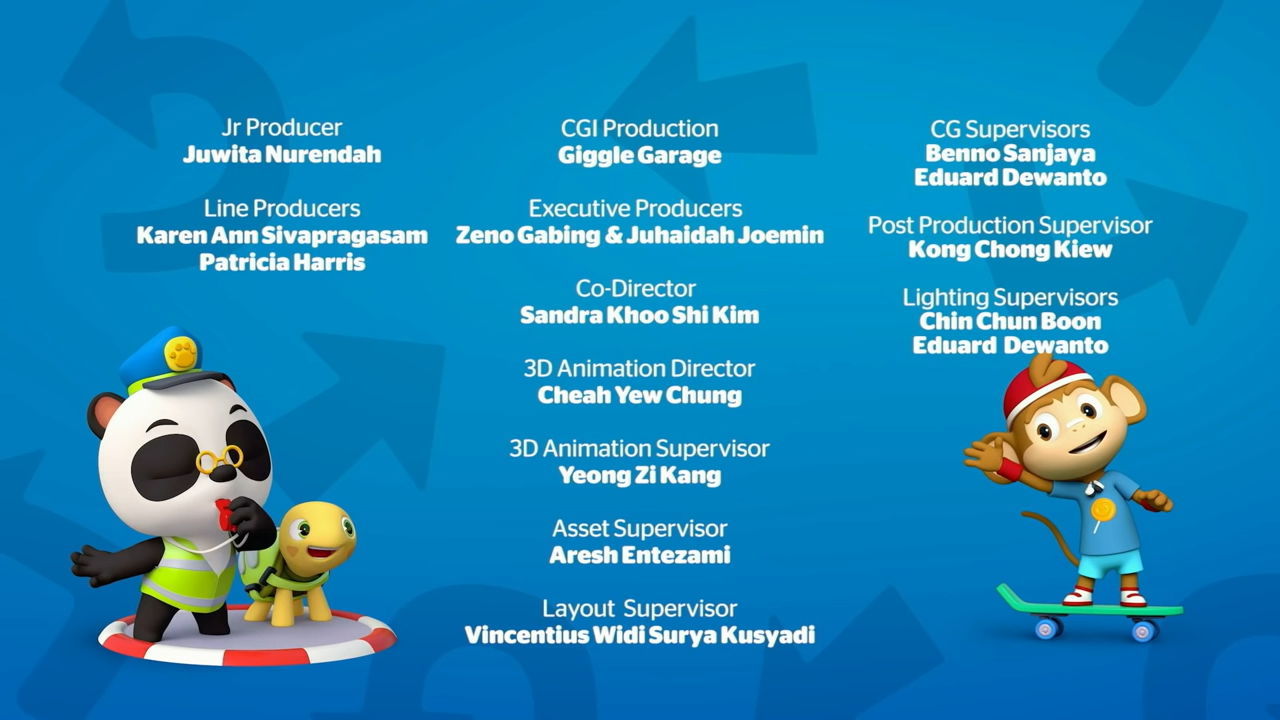 Jr Producer
Juwita Nurendah
Line Producers
Karen Ann Sivapragasam
Patricia Harris
CGI Production
Giggle Garage
Executive Producers
Zeno Gabing & Juhaidah Joemin
Co-Director
Sandra Khoo Shi Kim
3D Animation Director
Cheah Yew Chung
3D Animation Supervisor
Yeong Zi Kang
Asset Supervisor
Aresh Entezami
Layout Supervisor
Vincentius Widi Surya Kusyadi
CG Supervisors
Benno Sanjaya
Eduard Dewanto
Post Production Supervisor
Kong Chong Kiew
Lighting Supervisors
Chin Chun Boon
Eduard Dewanto